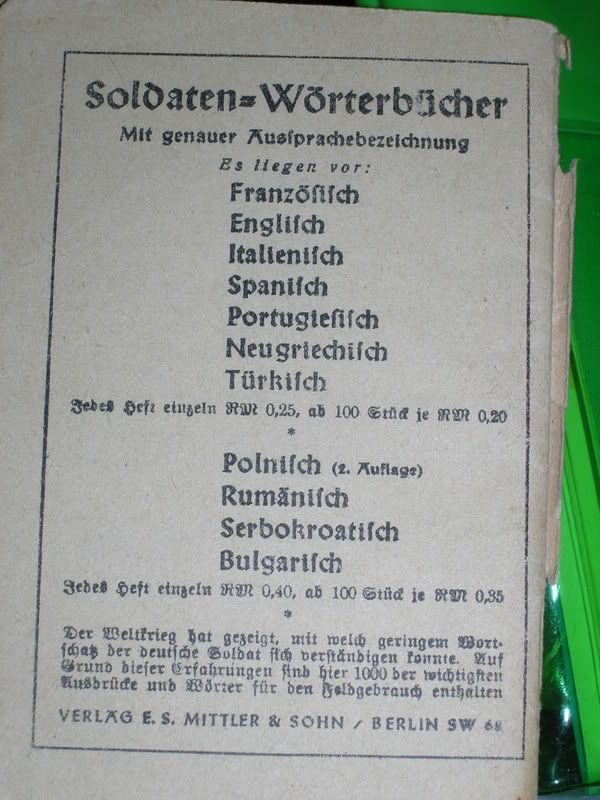 Soldaten=Wörterbücher
Mit genauer Ausſprachebezeichnung
Es liegen vor:
Franzöſiſch
Engliſch
Italieniſch
Spaniſch
Portugieſiſch
Neugriechiſch
Türkiſch
Jedes Heft einzeln RM 0,25, ab 100 Stück je RM 0,20
*
Polniſch (2. Auflage)
Rumäniſch
Serbokroatiſch
Bulgariſch
Jedes Heft einzeln RM 0,40, ab 100 Stück je RM 0,35
*
Der Weltkrieg hat gezeigt, mit welch geringem Wort-
ſchatz der deutſche Soldat ſich verſtändigen konnte. Auf
Grund dieſer Erfahrungen ſind hier 1000 der wichtigſten
Ausdrücke und Wörter für den Feldgebrauch enthalten
VERLAG E. S. MITTLER & SOHN / BERLIN SW 68